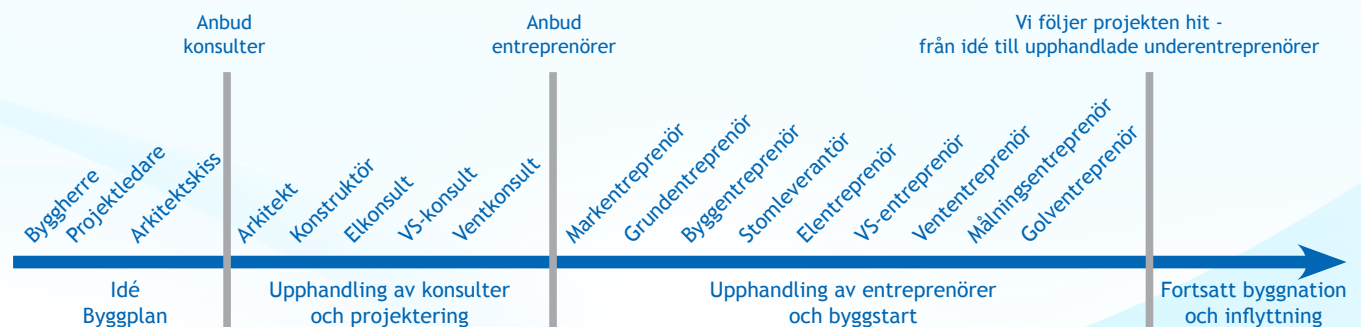 Anbud
konsulter
Anbud
entreprenörer
Vi följer projekten hit -
från idé till upphandlade underentreprenörer
Byggherre
Projektledare
Arkitektskiss
Arkitekt
Konstruktör
Elkonsult
VS-konsult
Ventkonsult
Markentreprenör
Grundentreprenör
Byggentreprenör
Stomleverantör
Elentreprenör
VS-entreprenör
Vententreprenör
Målningsentreprenör
Golventreprenör
Idé
Byggplan
Upphandling av konsulter
och projektering
Upphandling av entreprenörer
och byggstart
Fortsatt byggnation
och inflyttning